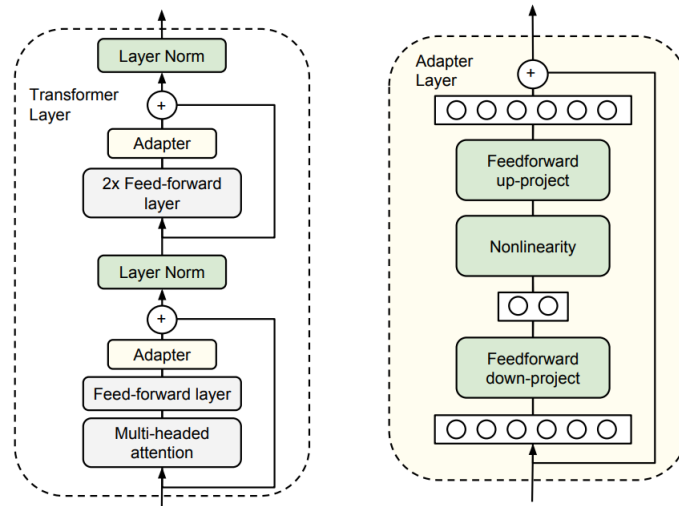 Layer Norm
Transformer
Layer
+
Adapter
2x Feed-forward
layer
Layer Norm
+
Adapter
Feed-forward layer
Multi-headed
attention
Adapter
Layer
+
Feedforward
up-project
Nonlinearity
Feedforward
down-project